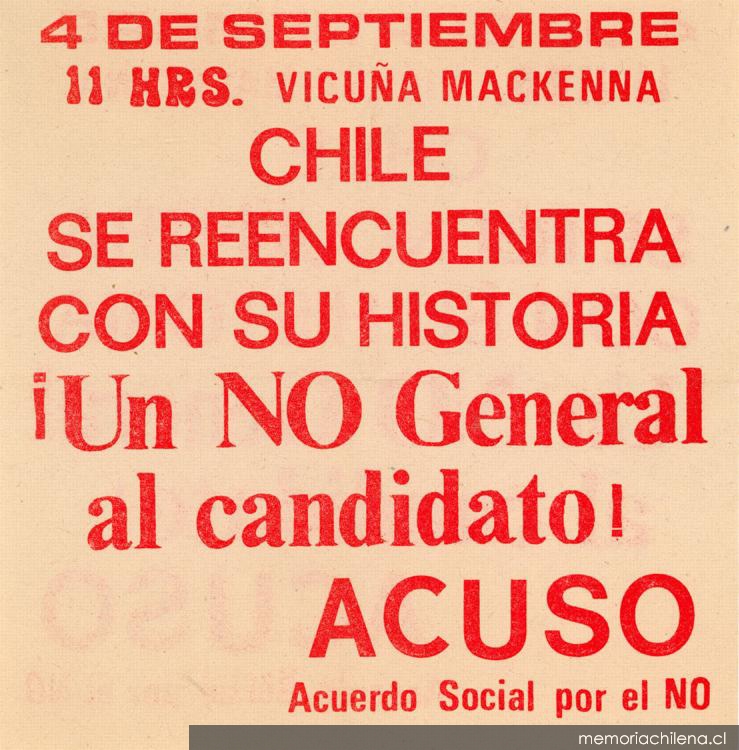 4 DE SEPTIEMBRE
11 HRS. VICUÑA MACKENNA
CHILE
SE REENCUENTRA
CON SU HISTORIA
¡Un NO General
al candidato!
ACUSO
Acuerdo Social por el NO
memoriachilena.cl